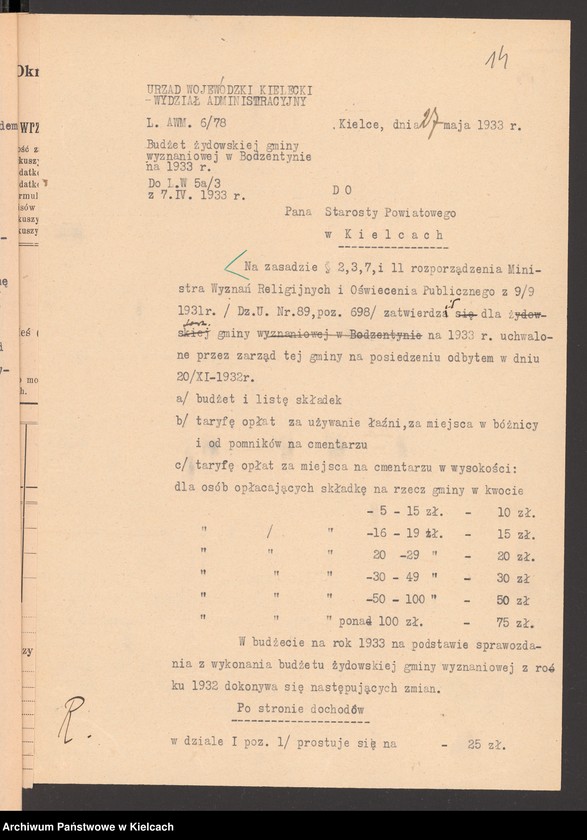 14
URZĄD WOJEWÓDZKI KIELECKI
-WYDZIAŁ ADMINISTRACYJNY
L. AWM. 6/78
Kielce, dnia 27 maja 1933 r.
Budżet żydowskiej gminy
wyznaniowej w Bodzentynie
na 1933 r.
Do L.W 5a/3
z 7.IV. 1933 r.
DO
Pana Starosty Powiatowego
w Kielcach
Na zasadzie § 2,3,7,i 11 rozporządzenia Mini-
stra Wyznań Religijnych i Oświecenia Publicznego z 9/9
1931r. / Dz.U. Nr.89,poz. 698/ zatwierdza się dla żydow-
skiej gminy wyznaniowej w Bodzentynie na 1933 r. uchwalo-
ne przez zarząd tej gminy na posiedzeniu odbytem w dniu
20/XI-1932r.
a/ budżet i listę składek
b/ taryfę opłat za używanie łaźni,za miejsca w bóżnicy
i od pomników na cmentarzu
c/ taryfę opłat za miejsca na cmentarzu w wysokości:
dla osób opłacających składkę na rzecz gminy w kwocie
- 5 - 15 zł. - 10 zł.
" / " -16 - 19 zł. - 15 zł.
" " " 20 -29 " - 20 zł.
" " " -30 - 49 " - 30 zł
" " " -50 - 100 " - 50 zł
" " " ponad 100 zł. - 75 zł.
W budżecie na rok 1933 na podstawie sprawozda-
nia z wykonania budżetu żydowskiej gminy wyznaniowej z ro
ku 1932 dokonywa się następujących zmian.
Po stronie dochodów
w dziale I poz. 1/ prostuje się na - 25 zł.
R.
Archiwum Państwowe w Kielcach